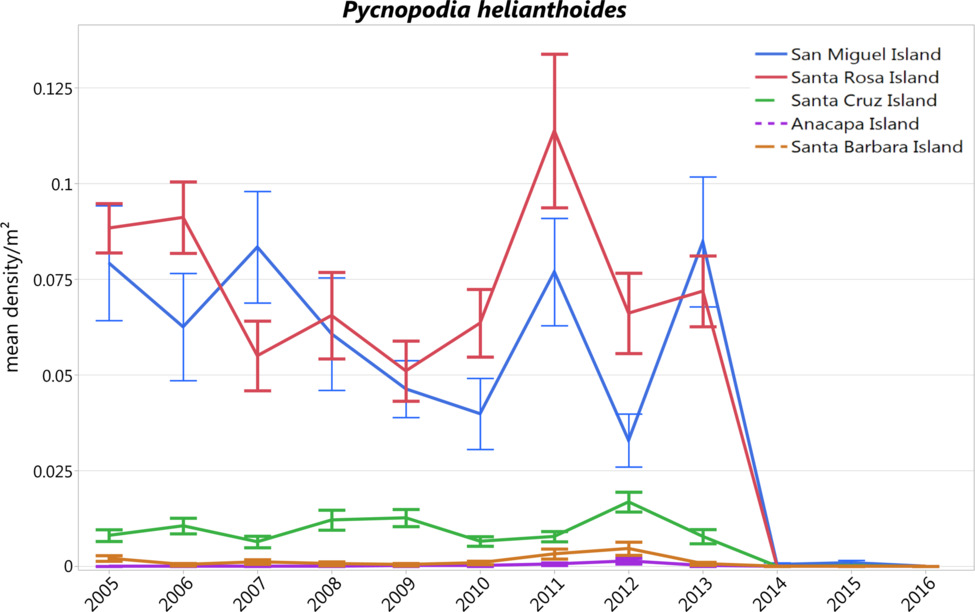 Pycnopodia helianthoides
San Miguel Island
Santa Rosa Island
Santa Cruz Island
Anacapa Island
Santa Barbara Island
mean density/m²
0.125
0.1
0.075
0.05
0.025
0
2005 2006 2007 2008 2009 2010 2011 2012 2013 2014 2015 2016